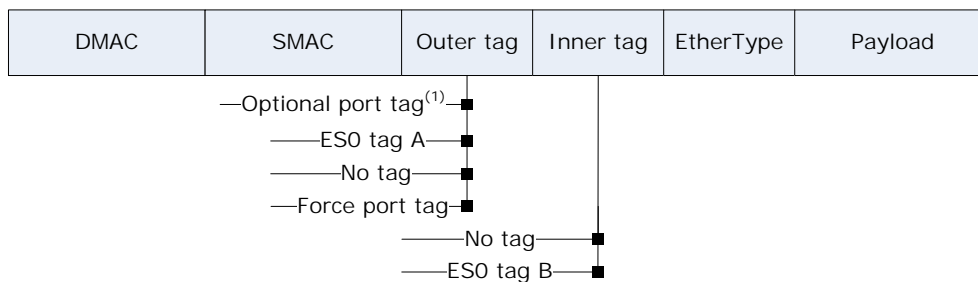 DMAC SMAC Outer tag Inner tag EtherType Payload
Optional port tag(1)
ES0 tag A
No tag
Force port tag
No tag
ES0 tag B